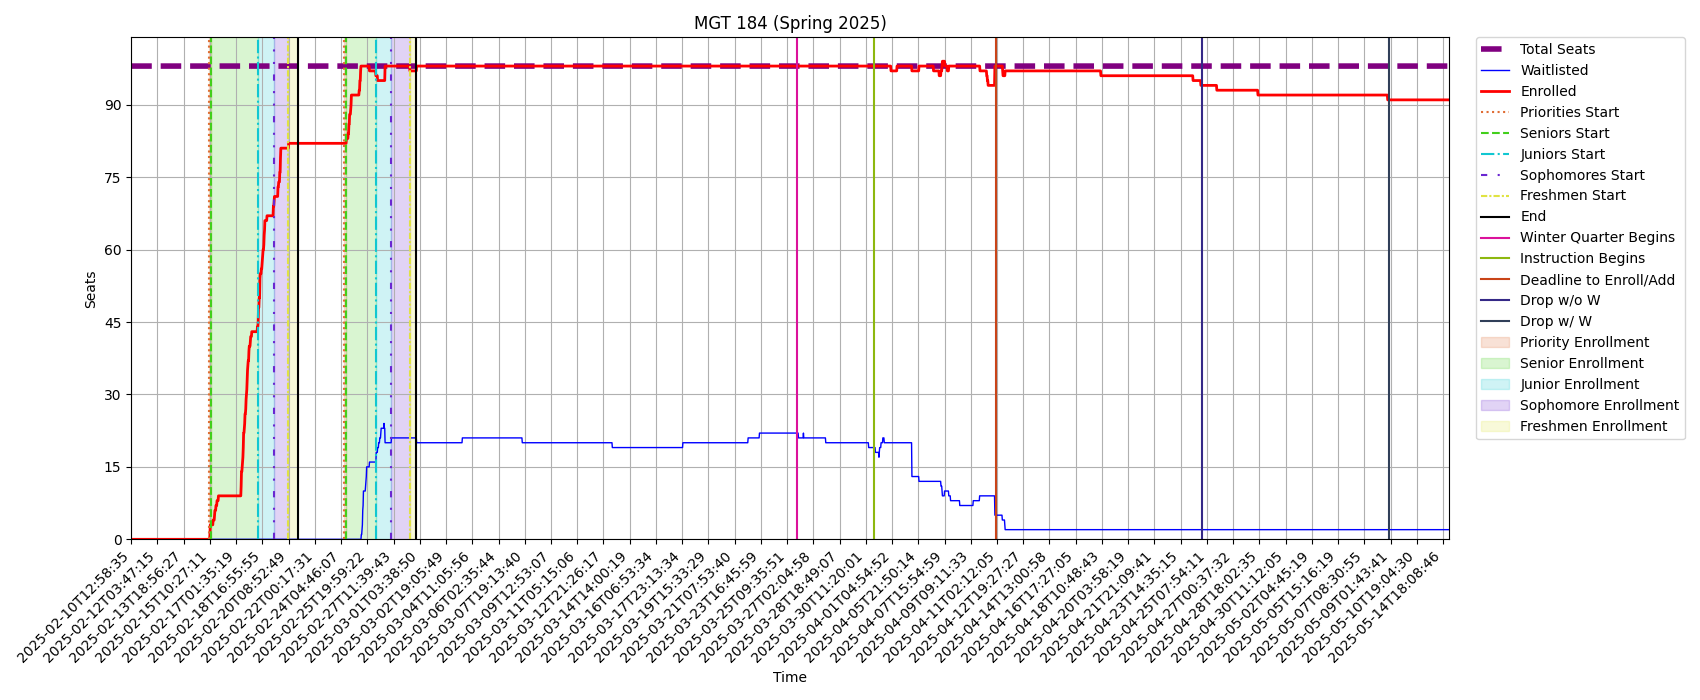 MGT 184 (Spring 2025)
Seats
90
75
60
45
30
15
0
2025-02-10T12:58:35
2025-02-12T03:47:15
2025-02-13T18:56:27
2025-02-15T10:27:11
2025-02-17T01:35:19
2025-02-18T16:55:55
2025-02-20T08:52:49
2025-02-22T00:17:31
2025-02-24T04:46:07
2025-02-25T19:59:22
2025-02-27T11:39:43
2025-03-01T03:38:50
2025-03-02T19:05:49
2025-03-04T11:05:56
2025-03-06T02:35:44
2025-03-07T19:13:40
2025-03-09T12:53:07
2025-03-11T05:15:06
2025-03-12T21:26:17
2025-03-14T14:00:19
2025-03-16T06:53:34
2025-03-17T23:13:34
2025-03-19T15:33:29
2025-03-21T07:53:40
2025-03-23T16:45:59
2025-03-25T09:35:51
2025-03-27T02:04:58
2025-03-28T18:49:07
2025-03-30T11:20:01
2025-04-01T04:54:52
2025-04-05T21:50:14
2025-04-07T15:54:59
2025-04-09T09:11:33
2025-04-11T02:12:05
2025-04-12T19:27:27
2025-04-14T13:00:58
2025-04-16T17:27:05
2025-04-18T10:48:43
2025-04-20T03:58:19
2025-04-21T21:09:41
2025-04-23T14:35:15
2025-04-25T07:54:11
2025-04-27T00:37:32
2025-04-28T18:02:35
2025-04-30T11:12:05
2025-05-02T04:45:19
2025-05-05T15:16:19
2025-05-07T08:30:55
2025-05-09T01:43:41
2025-05-10T19:04:30
2025-05-14T18:08:46
Time
Total Seats
Waitlisted
Enrolled
Priorities Start
Seniors Start
Juniors Start
Sophomores Start
Freshmen Start
End
Winter Quarter Begins
Instruction Begins
Deadline to Enroll/Add
Drop w/o W
Drop w/ W
Priority Enrollment
Senior Enrollment
Junior Enrollment
Sophomore Enrollment
Freshmen Enrollment